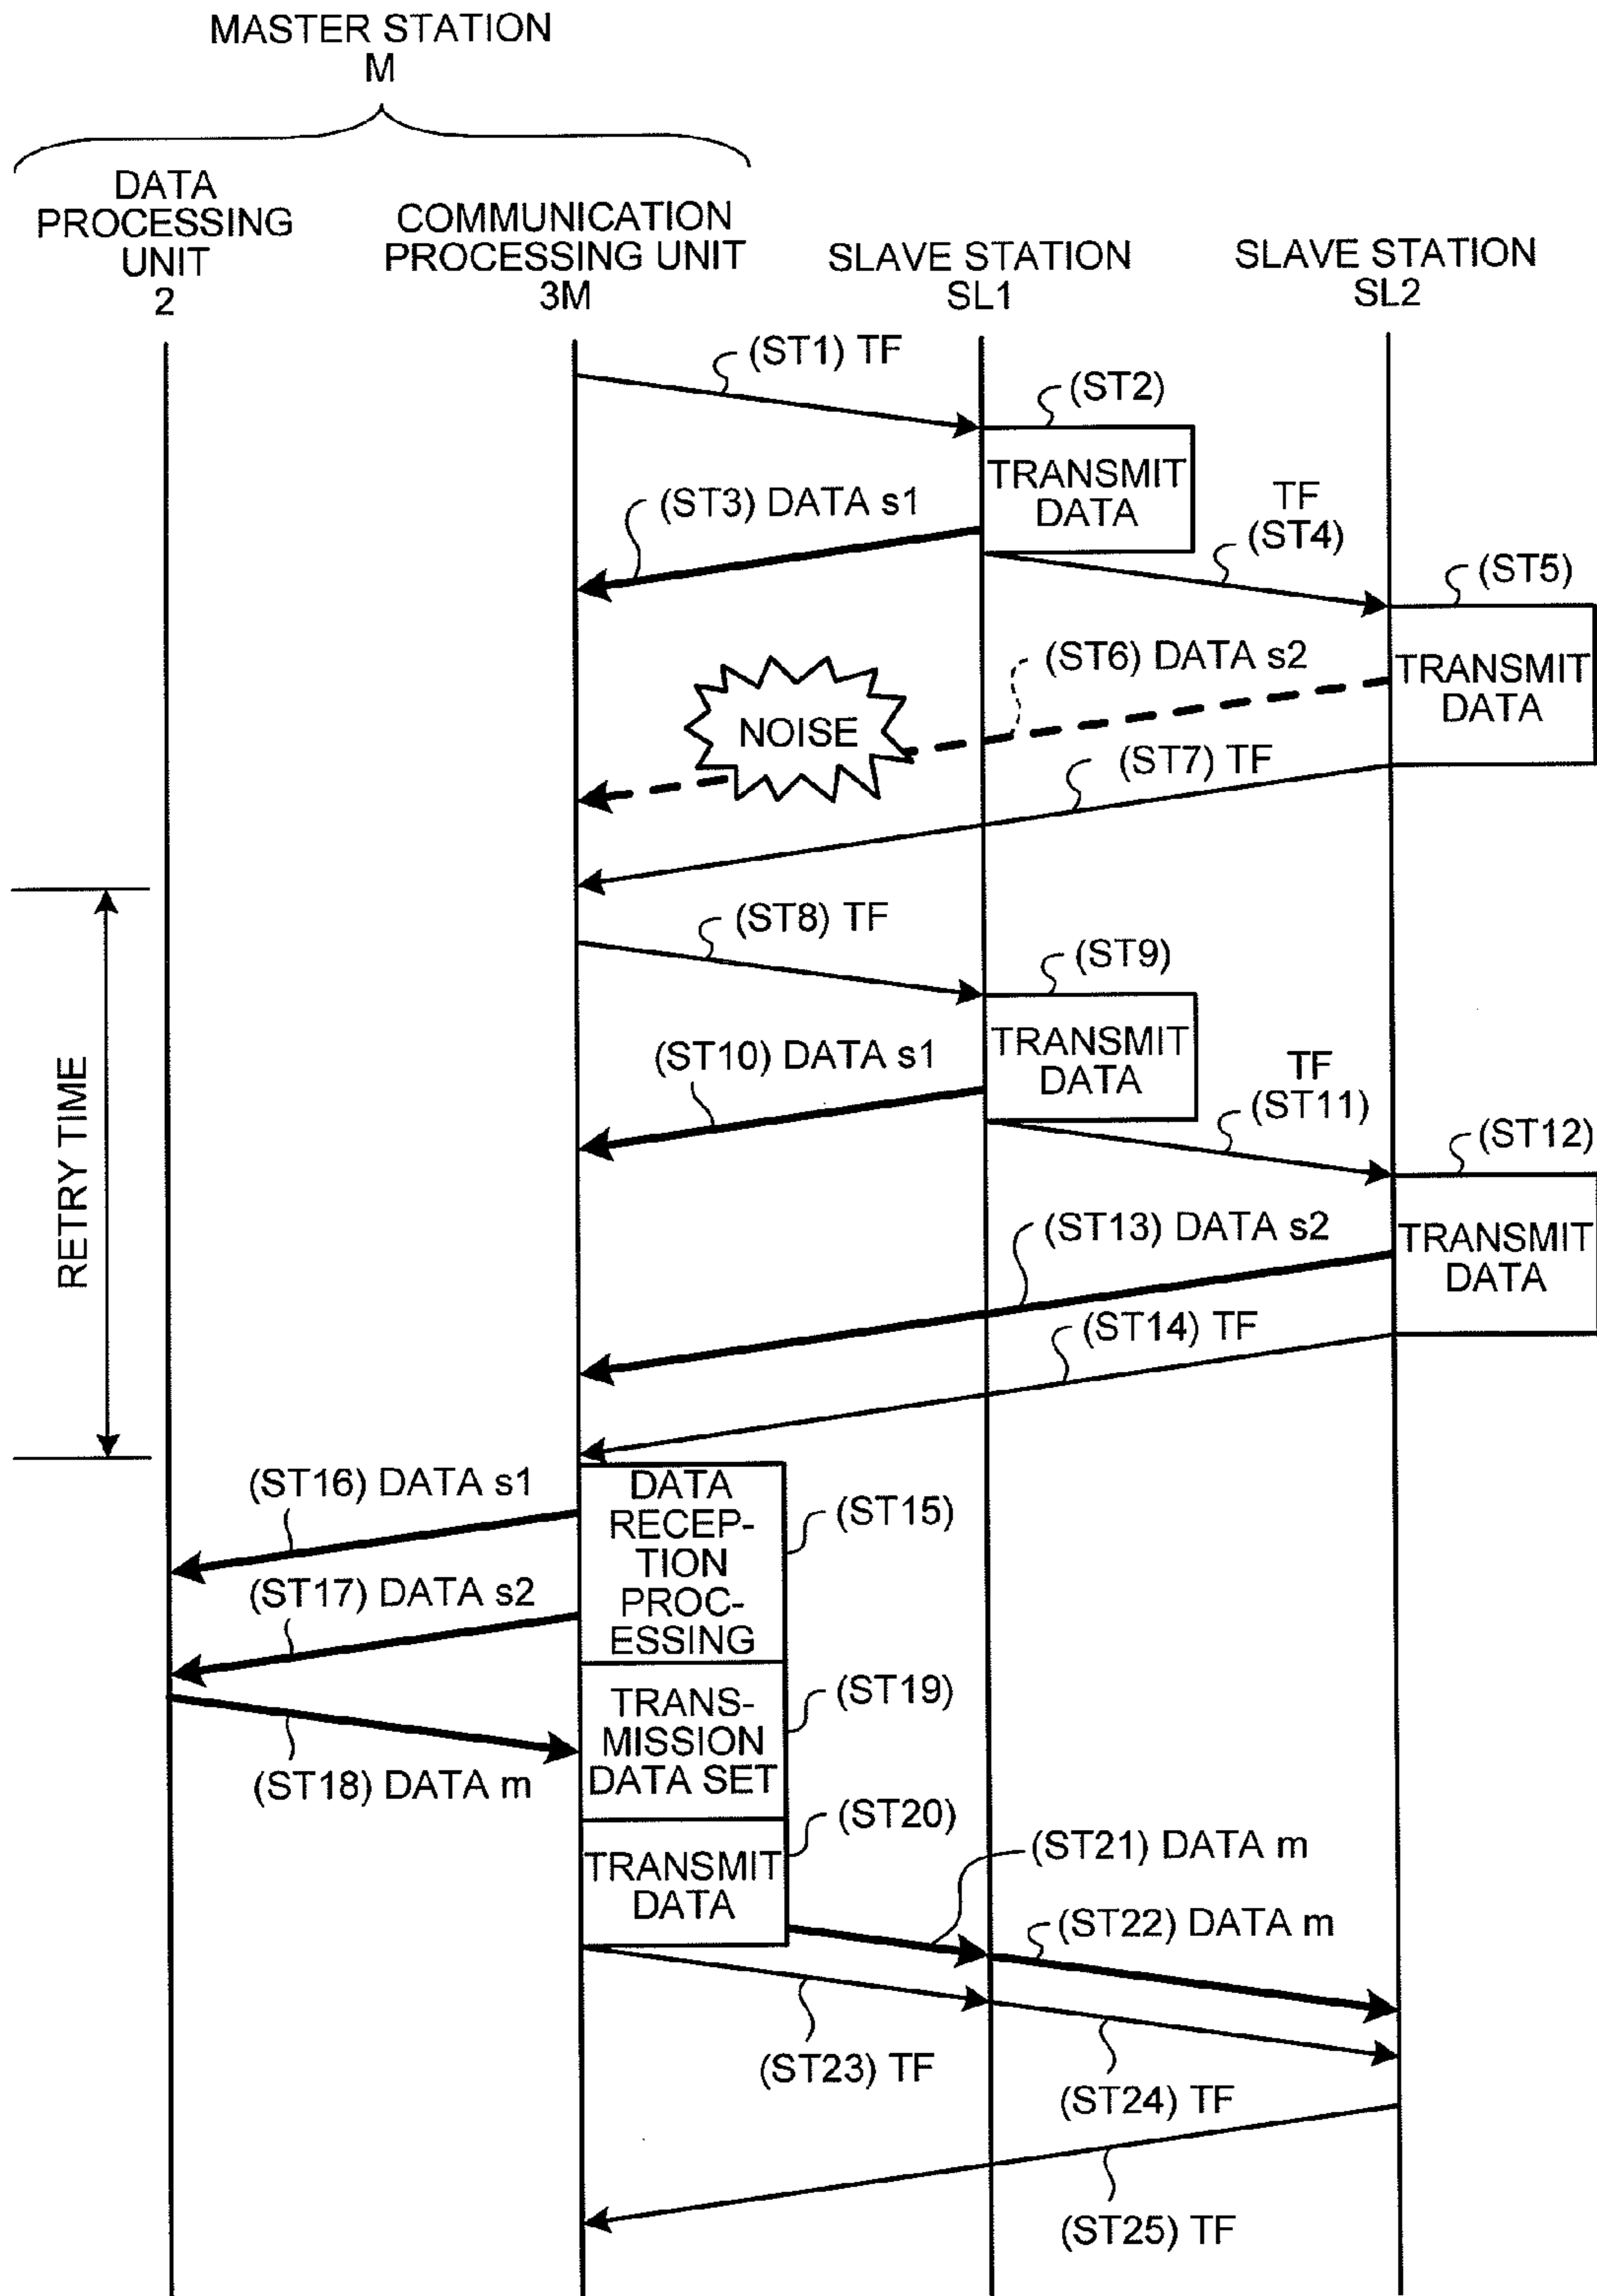 MASTER STATION
M
DATA
PROCESSING
UNIT
2
COMMUNICATION
PROCESSING UNIT
3M
SLAVE STATION
SL1
SLAVE STATION
SL2
(ST1) TF
(ST2)
TRANSMIT
DATA
(ST3) DATA s1
TF
(ST4)
(ST5)
TRANSMIT
DATA
(ST6) DATA s2
NOISE
(ST7) TF
RETRY TIME
(ST8) TF
(ST9)
TRANSMIT
DATA
(ST10) DATA s1
TF
(ST11)
(ST12)
TRANSMIT
DATA
(ST13) DATA s2
(ST14) TF
DATA
RECEP-
TION
PROC-
ESSING
(ST15)
(ST16) DATA s1
(ST17) DATA s2
(ST18) DATA m
TRANS-
MISSION
DATA SET
(ST19)
TRANSMIT
DATA
(ST20)
(ST21) DATA m
(ST22) DATA m
(ST23) TF
(ST24) TF
(ST25) TF